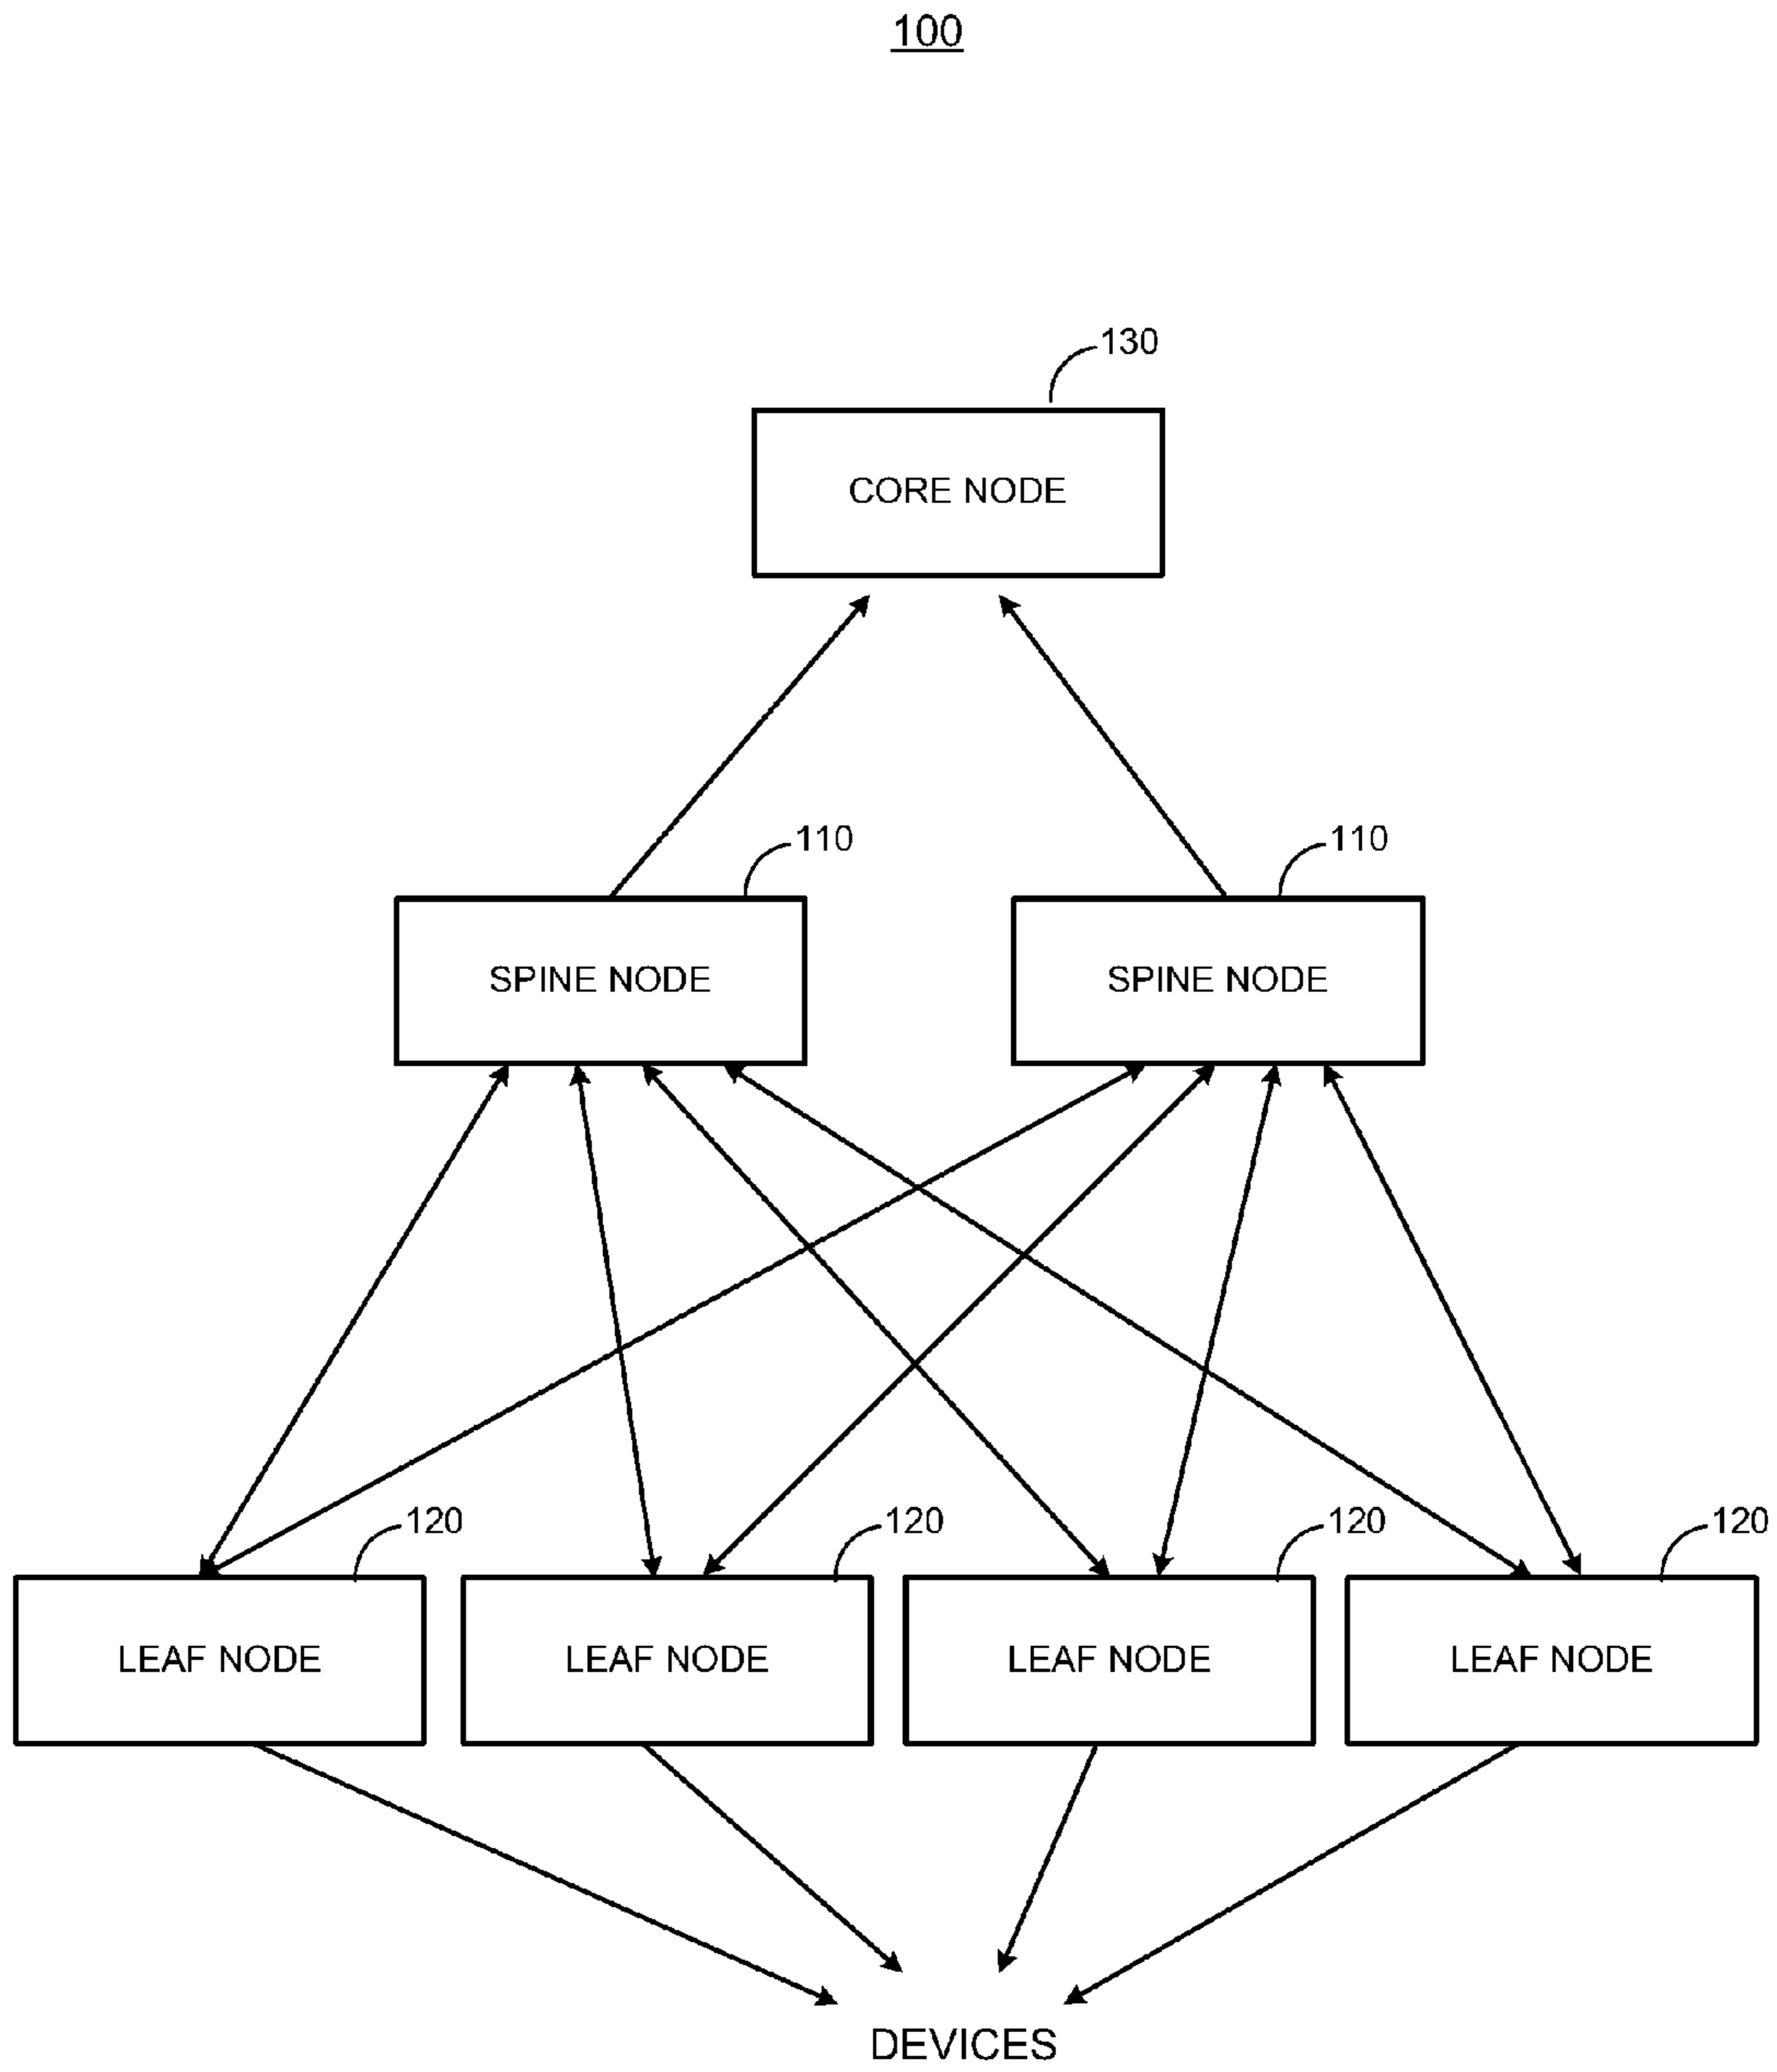 100
130
CORE NODE
110
110
SPINE NODE
SPINE NODE
120
120
120
120
LEAF NODE
LEAF NODE
LEAF NODE
LEAF NODE
DEVICES